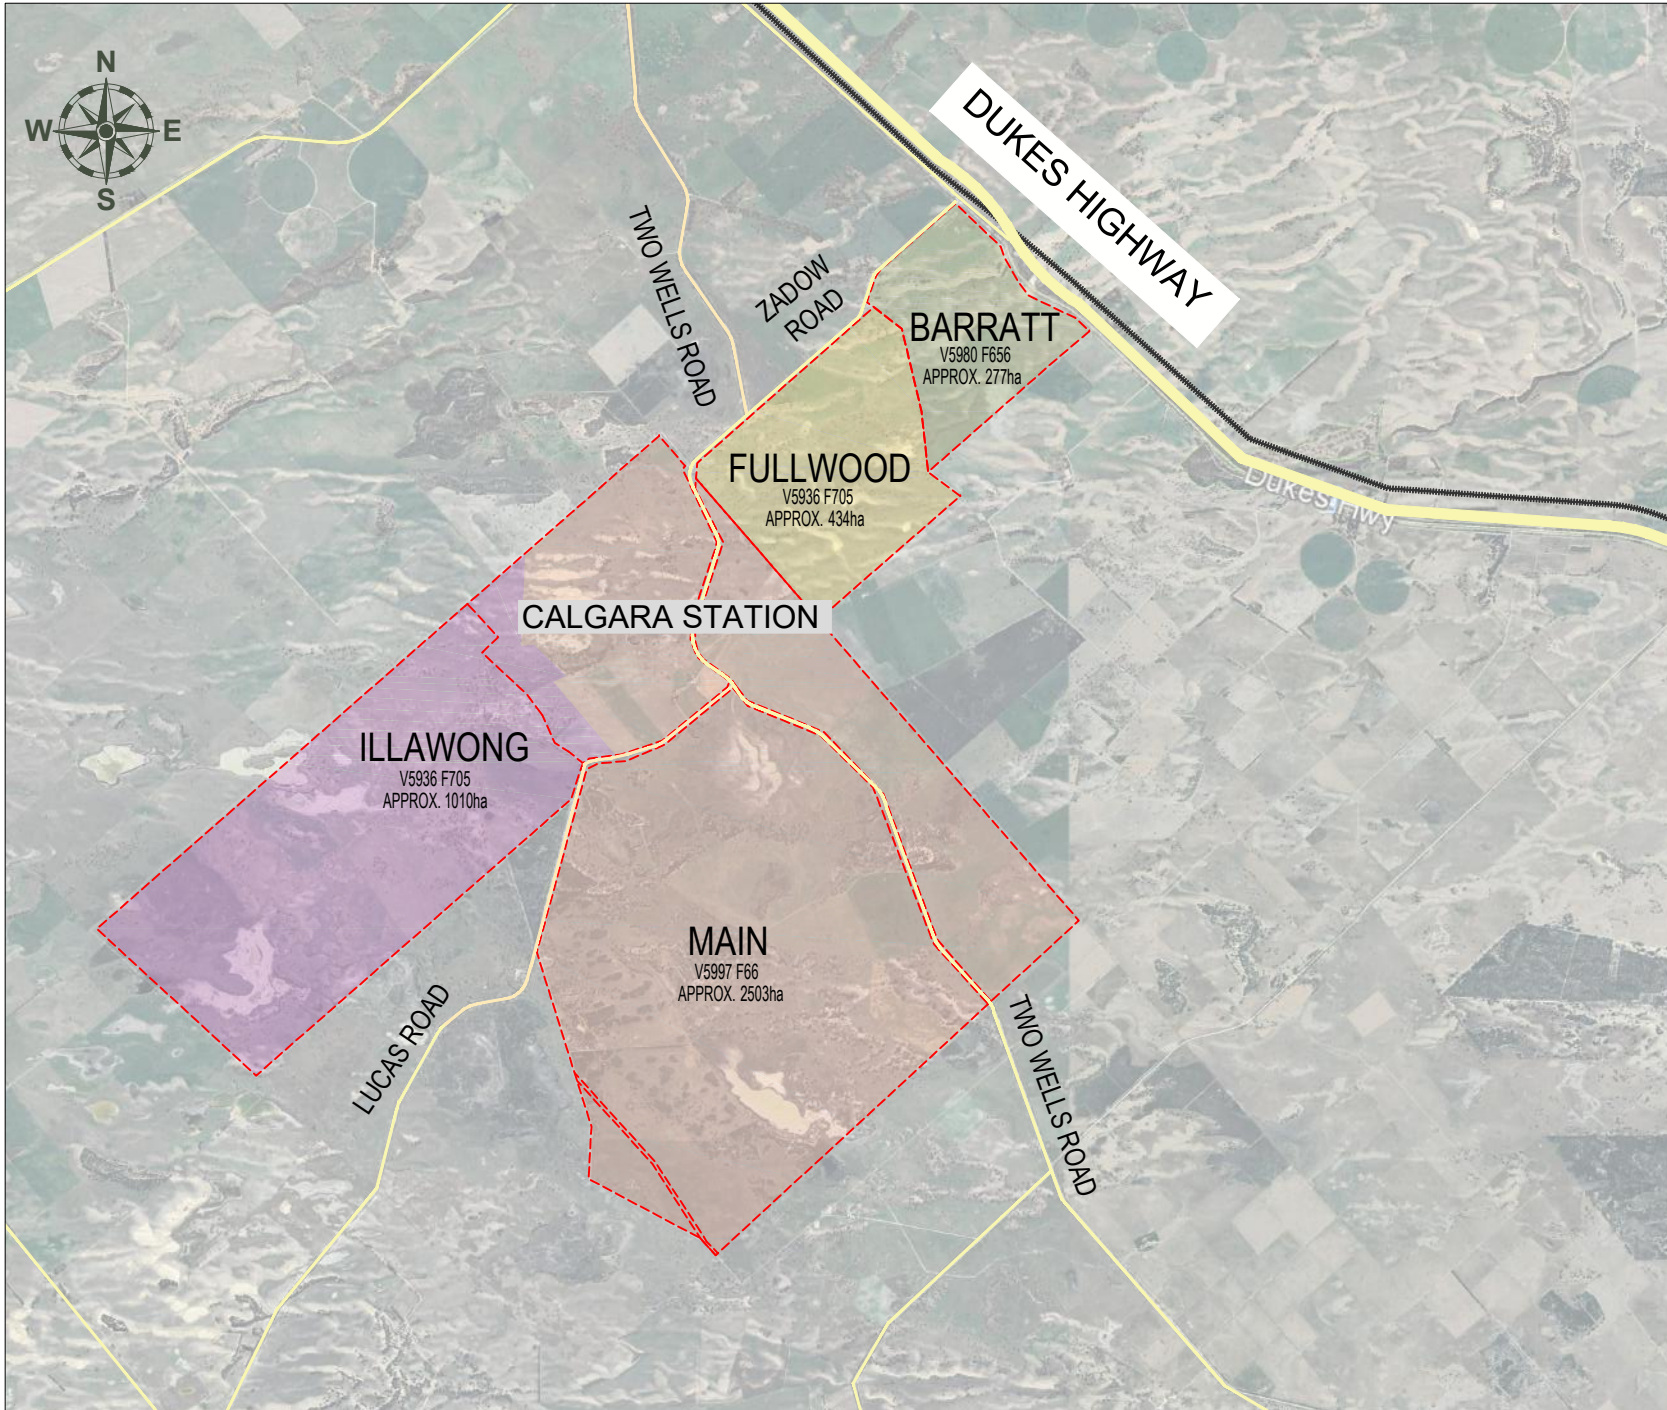 N
W E
S
DUKES HIGHWAY
TWO WELLS ROAD
ZADOW
ROAD
BARRATT
V5980 F656
APPROX. 277ha
FULLWOOD
V5936 F705
APPROX. 434ha
Dukes Hwy
CALGARA STATION
ILLAWONG
V5936 F705
APPROX. 1010ha
MAIN
V5997 F66
APPROX. 2503ha
LUCAS ROAD
TWO WELLS ROAD